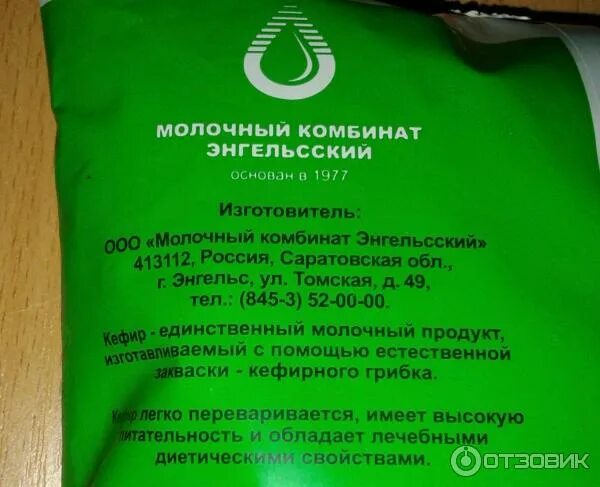 МОЛОЧНЫЙ КОМБИНАТ
ЭНГЕЛЬССКИЙ
основан в 1977
Изготовитель:
ООО «Молочный комбинат Энгельсский»
413112, Россия, Саратовская обл.,
г. Энгельс, ул. Томская, д. 49,
тел.: (845-3) 52-00-00.
Кефир - единственный молочный продукт,
изготавливаемый с помощью естественной
закваски - кефирного грибка.
Кефир легко переваривается, имеет высокую
питательность и обладает лечебными
диетическими свойствами.
ОТЗОВИК